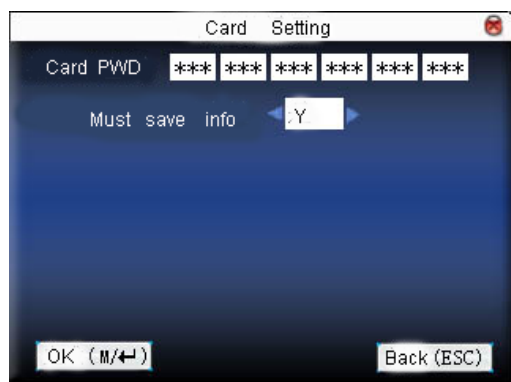 Card Setting
Card PWD *** *** *** *** *** ***
Must save info Y
OK (M/↵)
Back (ESC)